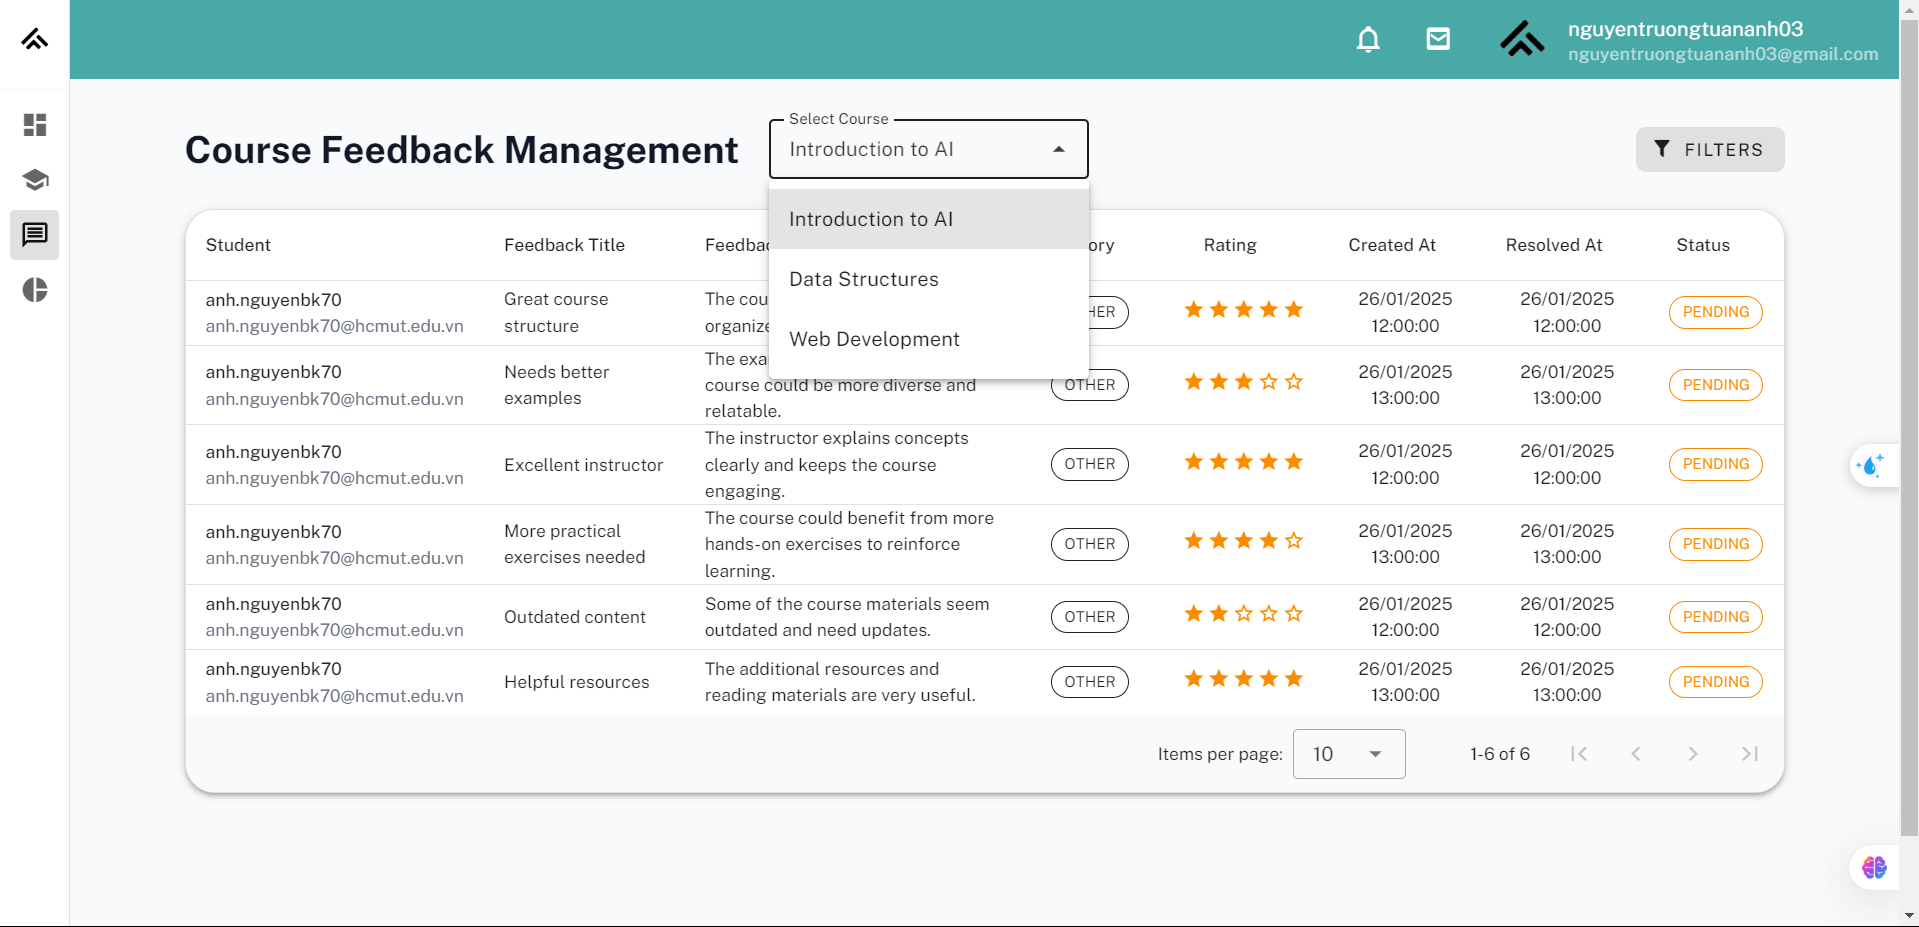 nguyentruongtuananh03
nguyentruongtuananh03@gmail.com
Course Feedback Management
Select Course
Introduction to AI
FILTERS
Introduction to AI
Data Structures
Web Development
Student
Feedback Title
Rating
Created At
Resolved At
Status
anh.nguyenbk70
anh.nguyenbk70@hcmut.edu.vn
Great course
structure
The
26/01/2025
12:00:00
26/01/2025
12:00:00
PENDING
anh.nguyenbk70
anh.nguyenbk70@hcmut.edu.vn
Needs better
examples
The
course could be more diverse and
relatable.
OTHER
26/01/2025
13:00:00
26/01/2025
13:00:00
PENDING
anh.nguyenbk70
anh.nguyenbk70@hcmut.edu.vn
Excellent instructor
The instructor explains concepts
clearly and keeps the course
engaging.
OTHER
26/01/2025
12:00:00
26/01/2025
12:00:00
PENDING
anh.nguyenbk70
anh.nguyenbk70@hcmut.edu.vn
More practical
exercises needed
The course could benefit from more
hands-on exercises to reinforce
learning.
OTHER
26/01/2025
13:00:00
26/01/2025
13:00:00
PENDING
anh.nguyenbk70
anh.nguyenbk70@hcmut.edu.vn
Outdated content
Some of the course materials seem
outdated and need updates.
OTHER
26/01/2025
12:00:00
26/01/2025
12:00:00
PENDING
anh.nguyenbk70
anh.nguyenbk70@hcmut.edu.vn
Helpful resources
The additional resources and
reading materials are very useful.
OTHER
26/01/2025
13:00:00
26/01/2025
13:00:00
PENDING
Items per page:
10
1-6 of 6